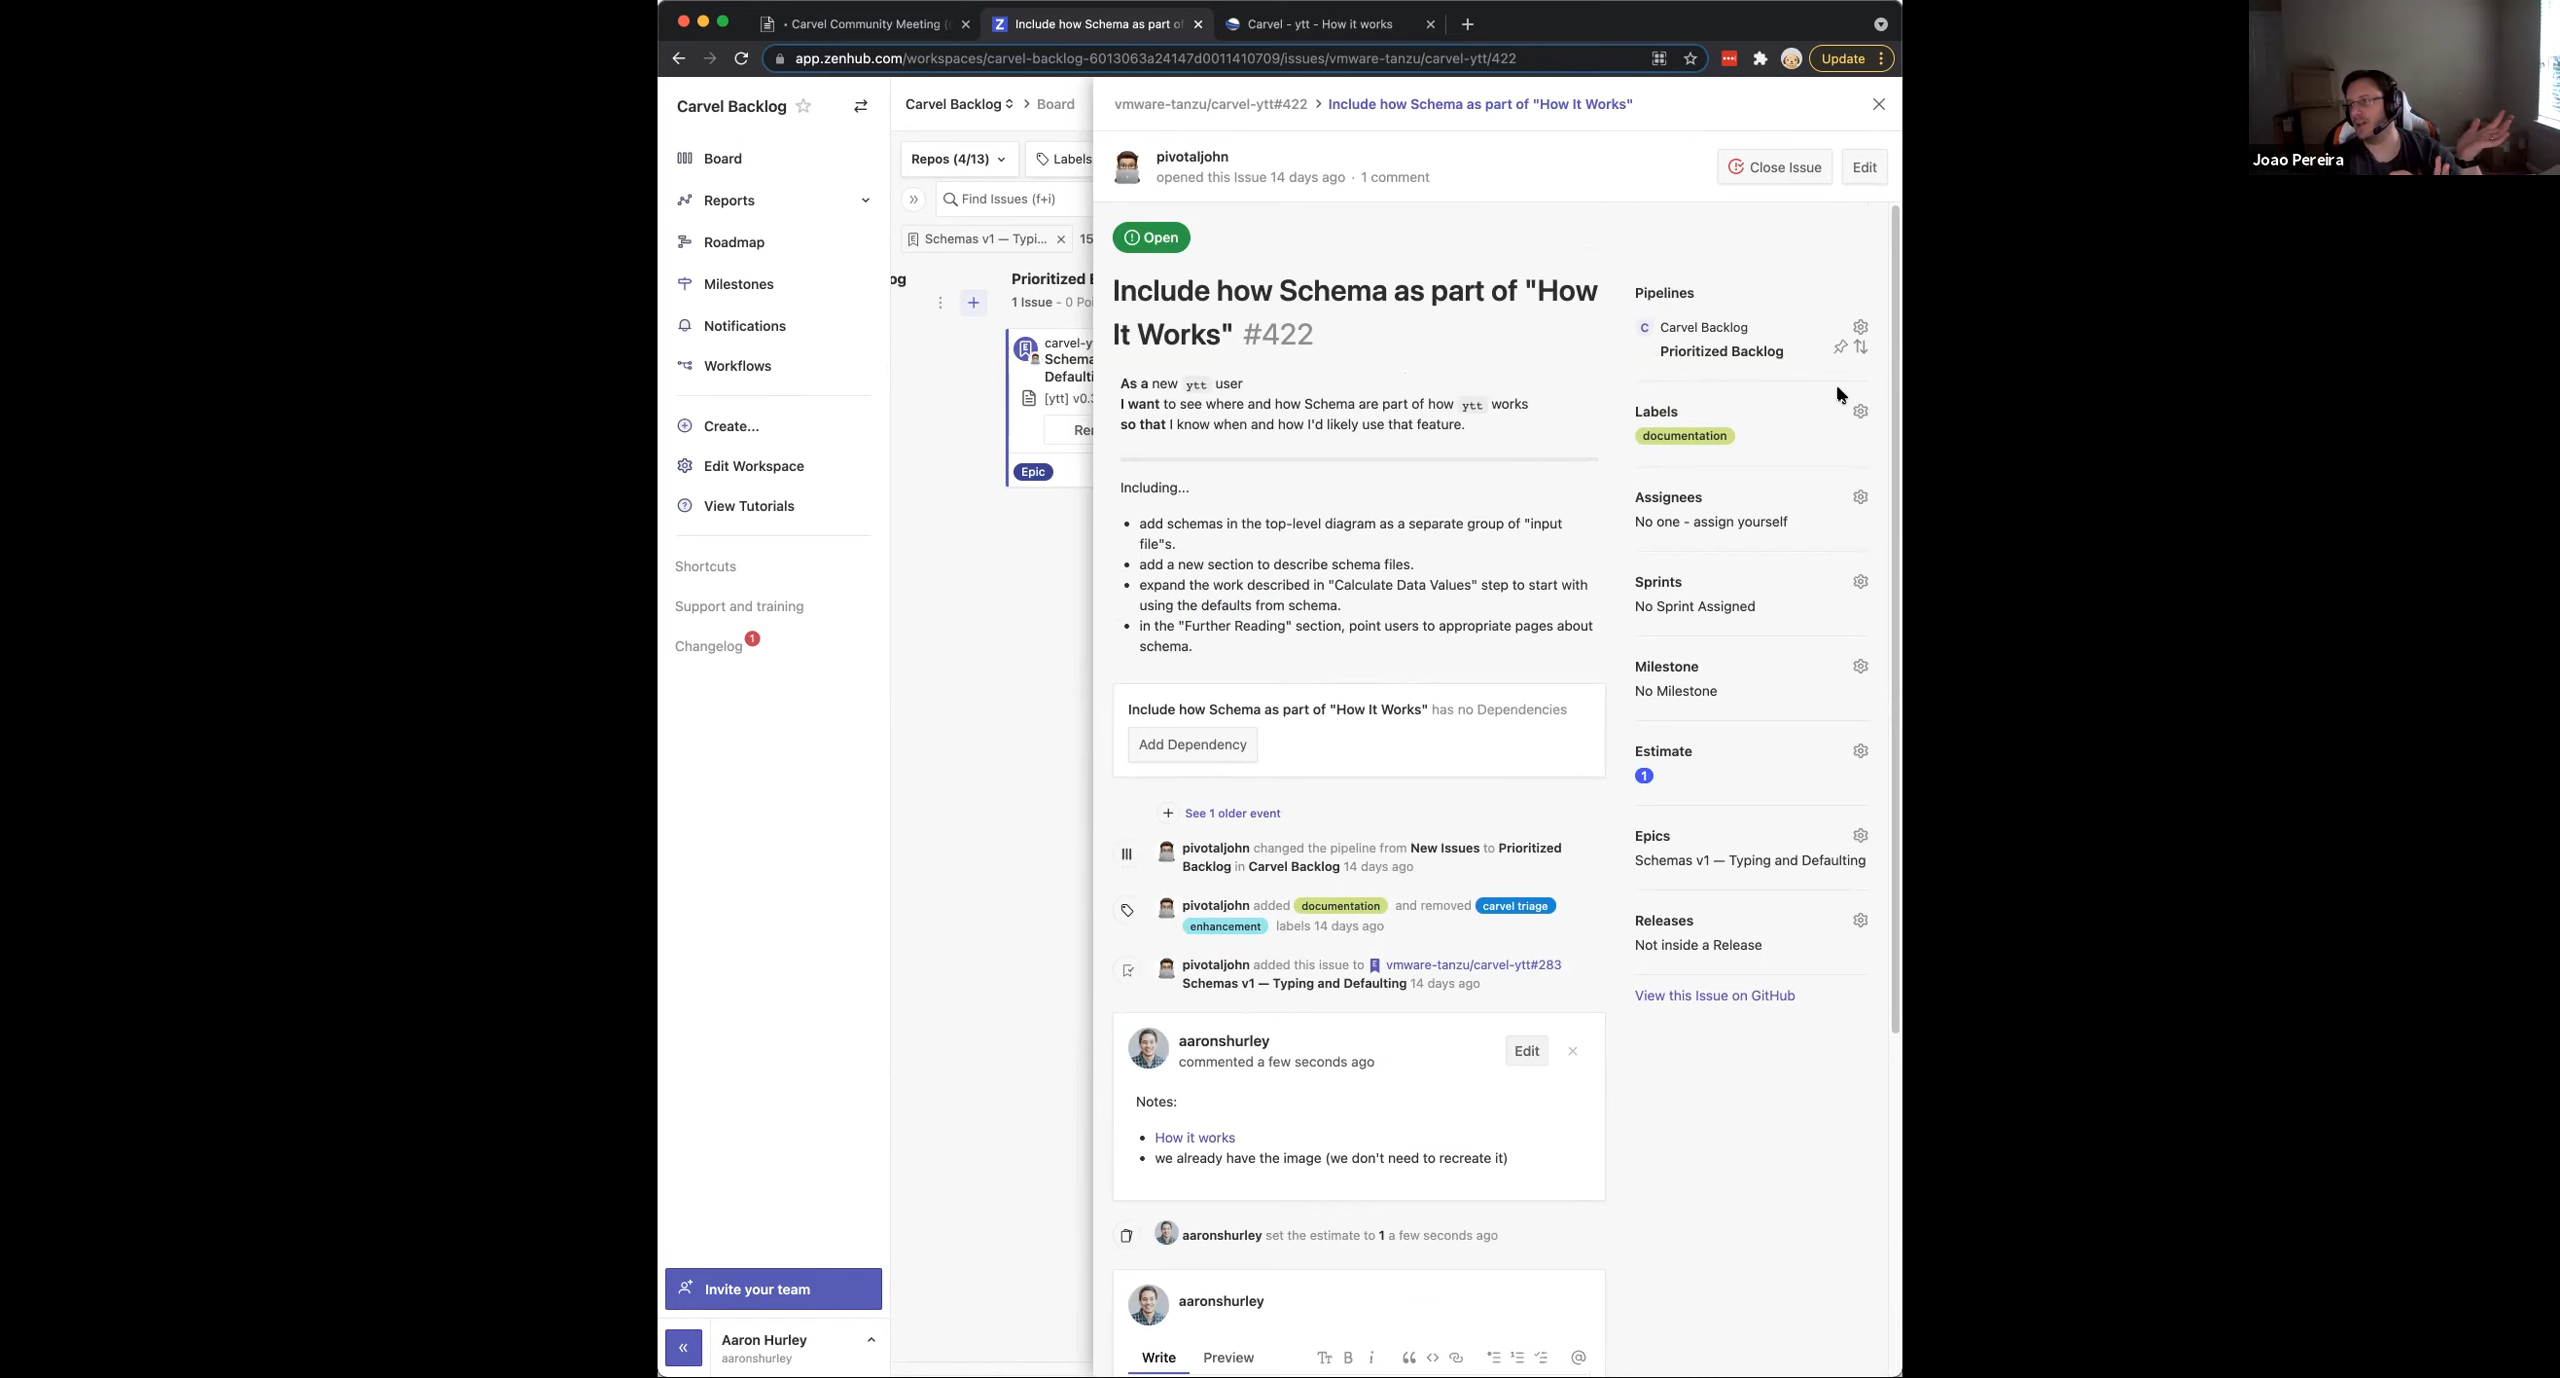 · Carvel Community Meeting (
Include how Schema as part of
Carvel - ytt - How it works
app.zenhub.com/workspaces/carvel-backlog-6013063a24147d0011410709/issues/vmware-tanzu/carvel-ytt/422
Update
Joao Pereira
Carvel Backlog
Board
Reports
Roadmap
Milestones
Notifications
Workflows
Create...
Edit Workspace
View Tutorials
Shortcuts
Support and training
Changelog 1
Invite your team
Aaron Hurley
aaronshurley
Carvel Backlog > Board
Repos (4/13)
Labels
Find Issues (f+i)
Schemas v1 — Typi... 15
og
Prioritized B
1 Issue - 0 Poi
carvel-y
Schema
Defaulti
[ytt] v0.3
Rem
Epic
vmware-tanzu/carvel-ytt#422 > Include how Schema as part of "How It Works"
pivotaljohn
opened this Issue 14 days ago · 1 comment
Close Issue
Edit
Open
Include how Schema as part of "How
It Works" #422
As a new ytt user
I want to see where and how Schema are part of how ytt works
so that I know when and how I'd likely use that feature.
Including...
• add schemas in the top-level diagram as a separate group of "input
file"s.
• add a new section to describe schema files.
• expand the work described in "Calculate Data Values" step to start with
using the defaults from schema.
• in the "Further Reading" section, point users to appropriate pages about
schema.
Include how Schema as part of "How It Works" has no Dependencies
Add Dependency
See 1 older event
pivotaljohn changed the pipeline from New Issues to Prioritized
Backlog in Carvel Backlog 14 days ago
pivotaljohn added documentation and removed carvel triage
enhancement labels 14 days ago
pivotaljohn added this issue to vmware-tanzu/carvel-ytt#283
Schemas v1 — Typing and Defaulting 14 days ago
aaronshurley
commented a few seconds ago
Edit
Notes:
• How it works
• we already have the image (we don't need to recreate it)
aaronshurley set the estimate to 1 a few seconds ago
aaronshurley
Write Preview
Pipelines
C Carvel Backlog
Prioritized Backlog
Labels
documentation
Assignees
No one - assign yourself
Sprints
No Sprint Assigned
Milestone
No Milestone
Estimate
1
Epics
Schemas v1 — Typing and Defaulting
Releases
Not inside a Release
View this Issue on GitHub